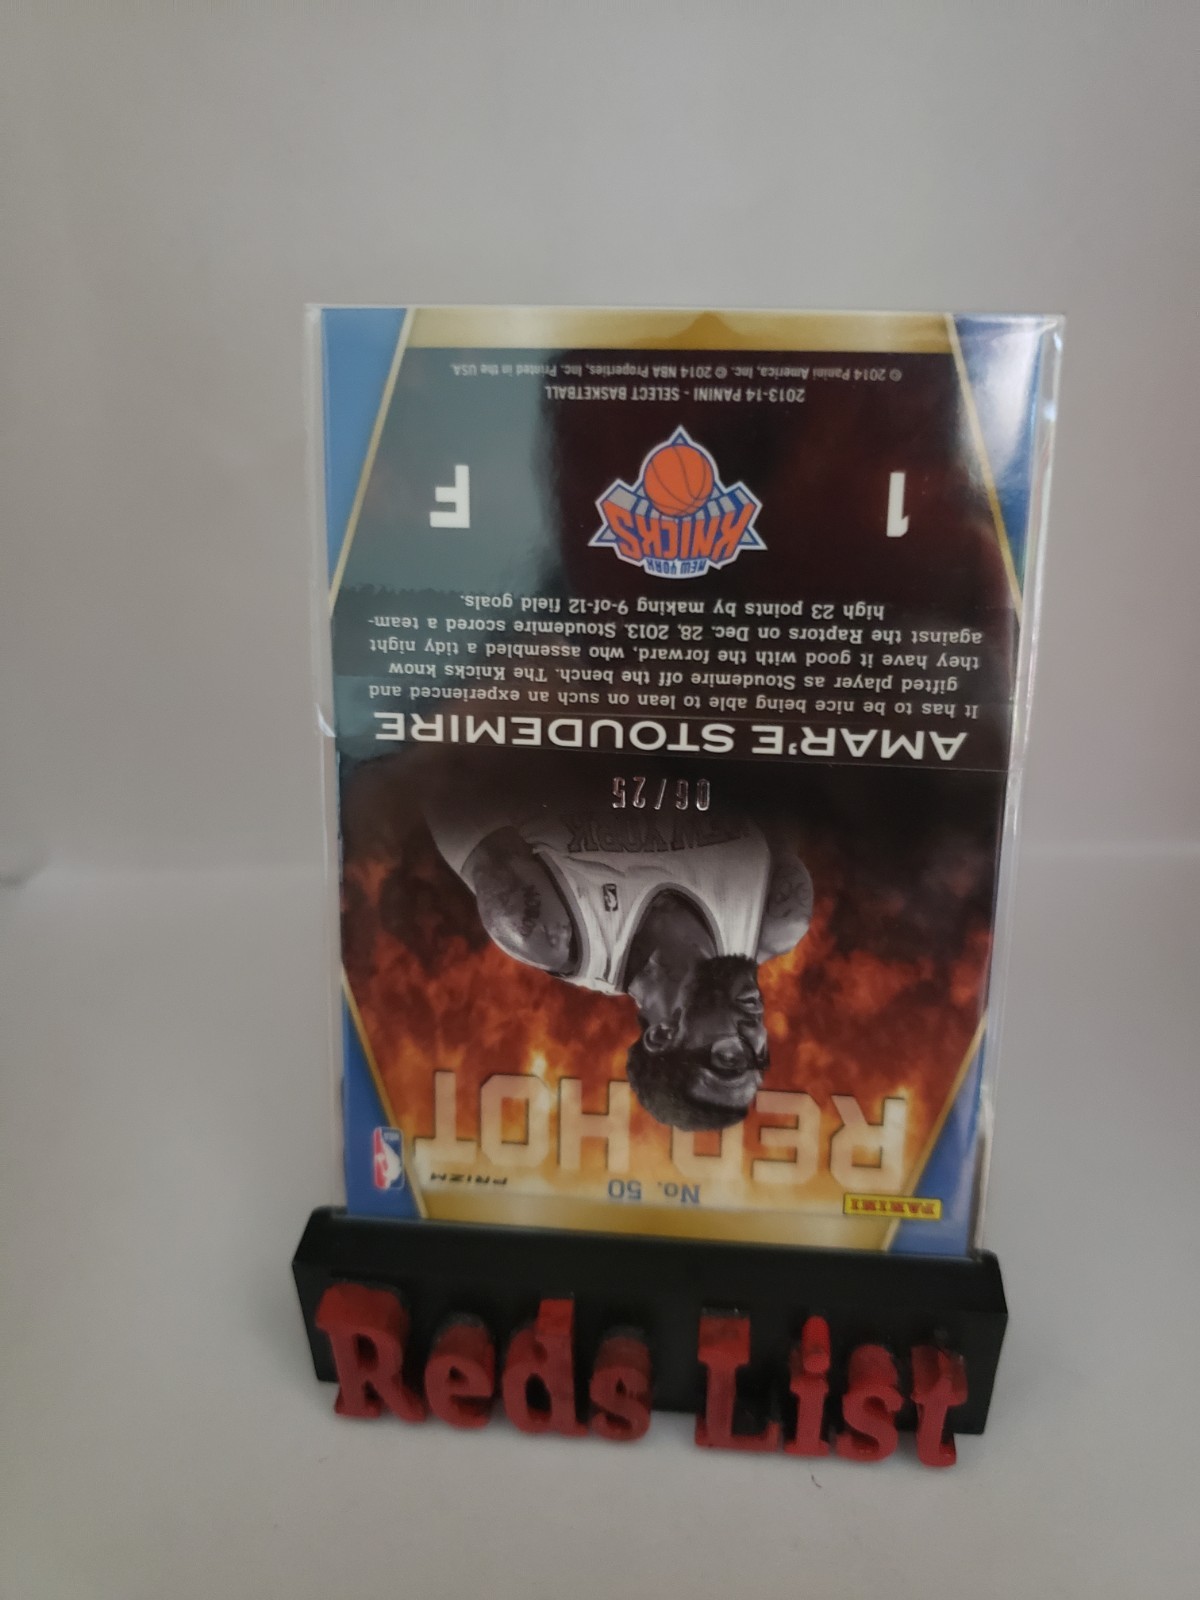 PANINI
No. 50
PRIZM
RED HOT
NEW YORK
06/25
AMAR'E STOUDEMIRE
It has to be nice being able to lean on such an experienced and
gifted player as Stoudemire off the bench. The Knicks know
they have it good with the forward, who assembled a tidy night
against the Raptors on Dec. 28, 2013. Stoudemire scored a team-
high 23 points by making 9-of-12 field goals.
1
NEW YORK
KNICKS
F
2013-14 PANINI - SELECT BASKETBALL
© 2014 Panini America, Inc. © 2014 NBA Properties, Inc. Printed in the USA.
Reds List